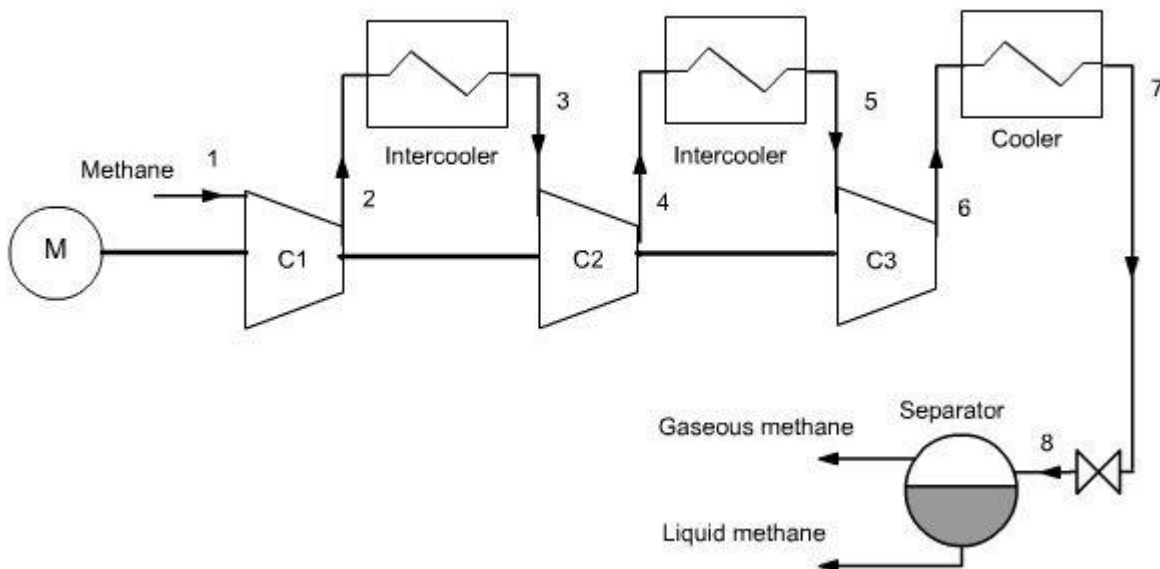 7
3
5
Intercooler
Intercooler
Cooler
Methane
1
2
4
6
M
C1
C2
C3
Separator
Gaseous methane
8
Liquid methane